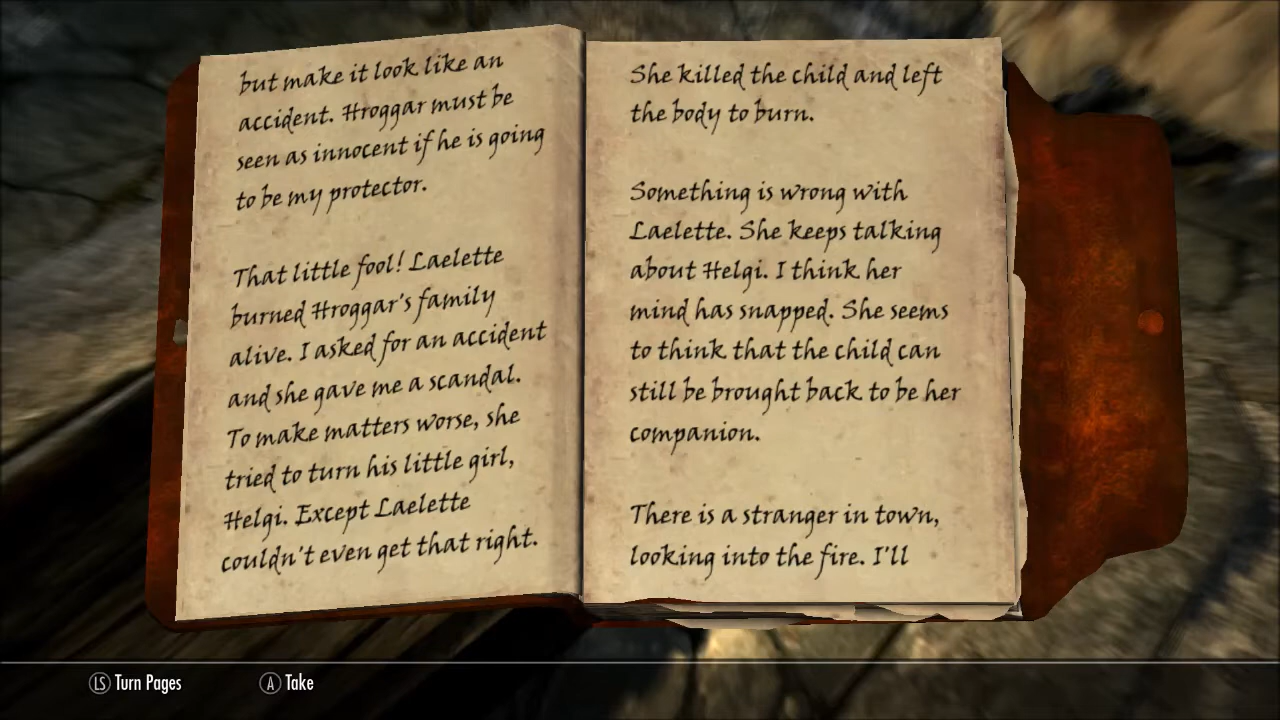 but make it look like an
accident. Hroggar must be
seen as innocent if he is going
to be my protector.
That little fool! Laelette
burned Hroggar's family
alive. I asked for an accident
and she gave me a scandal.
To make matters worse, she
tried to turn his little girl,
Helgi. Except Laelette
couldn't even get that right.
She killed the child and left
the body to burn.
Something is wrong with
Laelette. She keeps talking
about Helgi. I think her
mind has snapped. She seems
to think that the child can
still be brought back to be her
companion.
There is a stranger in town,
looking into the fire. I'll
LS Turn Pages
A Take